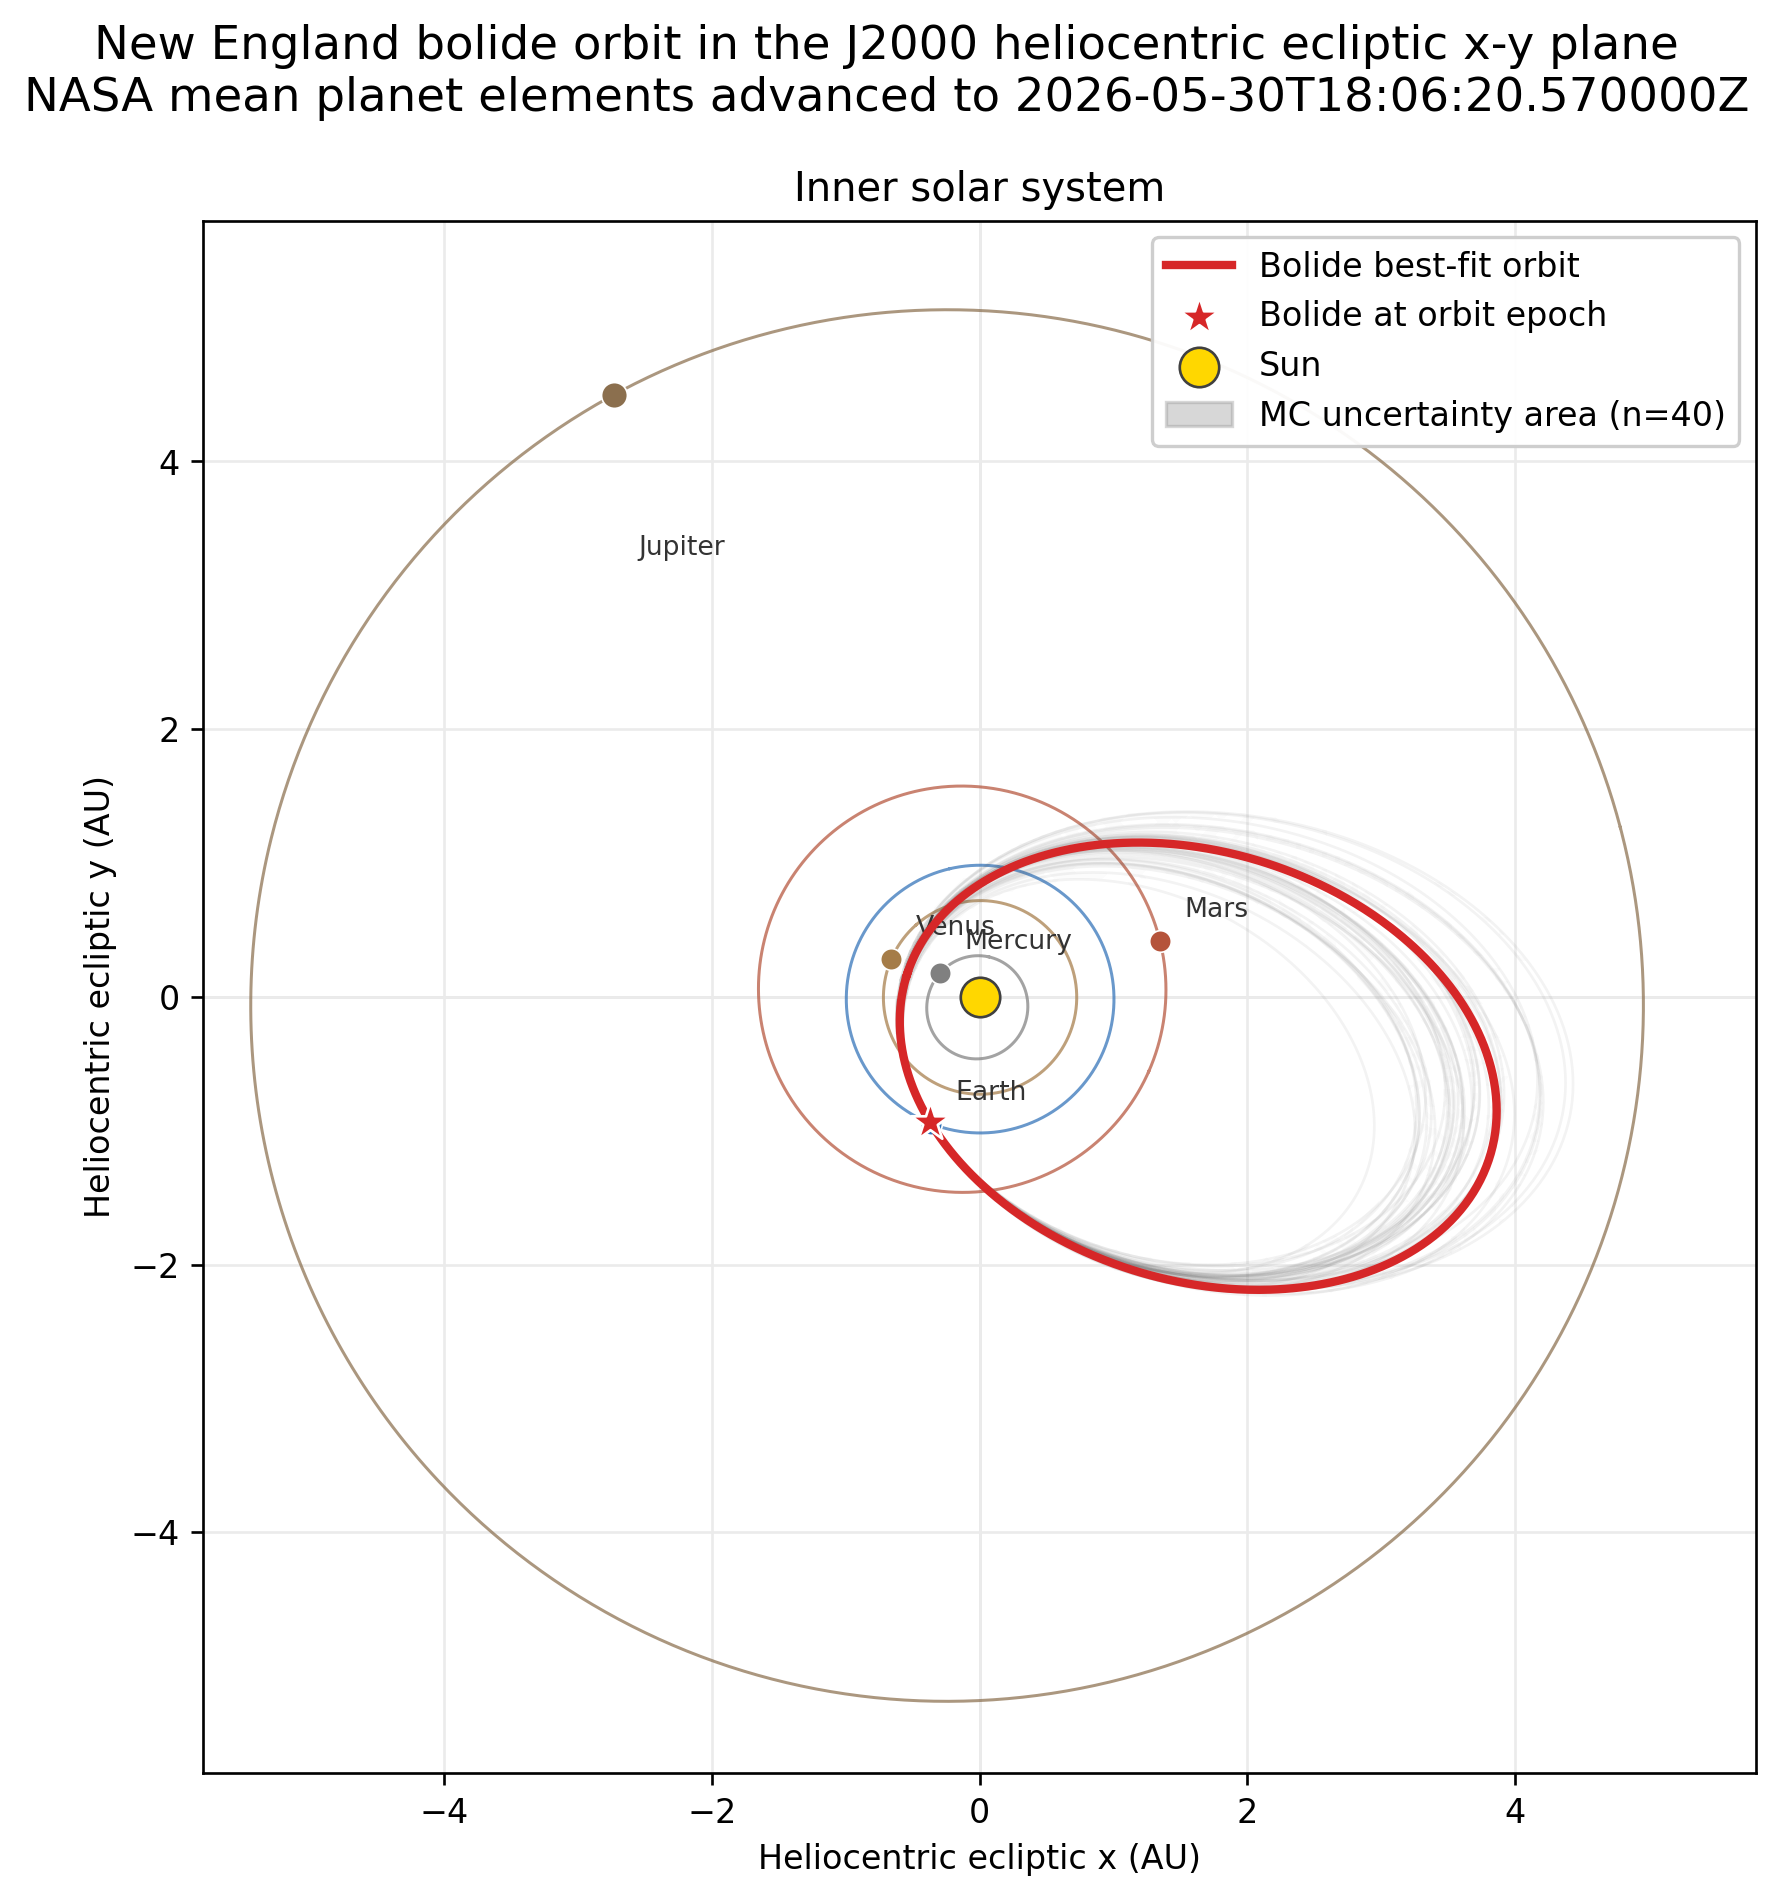 New England bolide orbit in the J2000 heliocentric ecliptic x-y plane
NASA mean planet elements advanced to 2026-05-30T18:06:20.570000Z
Inner solar system
Bolide best-fit orbit
Bolide at orbit epoch
Sun
MC uncertainty area (n=40)
Jupiter
Mars
Venus
Mercury
Earth
4
2
0
−2
−4
Heliocentric ecliptic y (AU)
−4
−2
0
2
4
Heliocentric ecliptic x (AU)